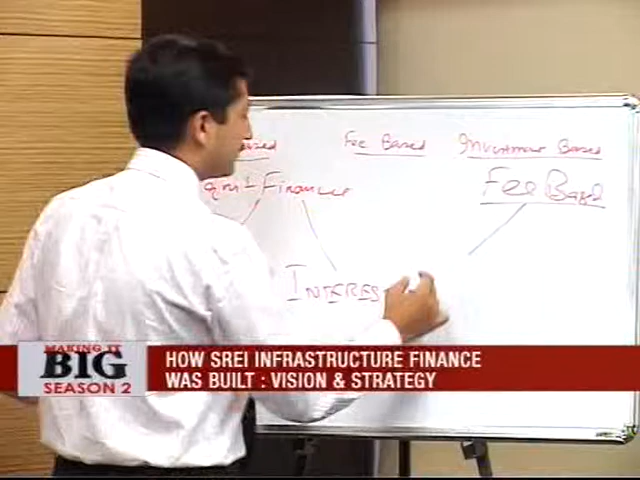 Fee Based
Investment Based
Finance
Fee Based
INTERES
MAKING IT
BIG
SEASON 2
HOW SREI INFRASTRUCTURE FINANCE
WAS BUILT : VISION & STRATEGY